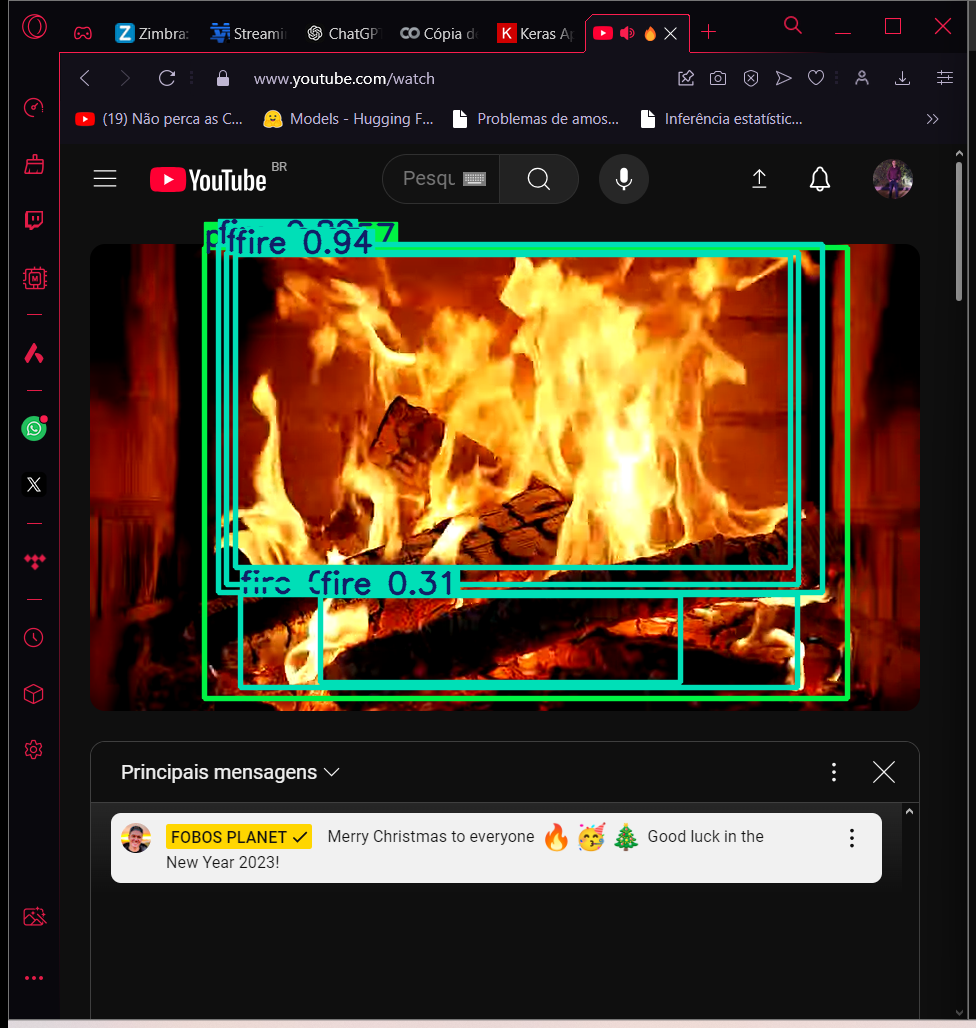 Zimbra:
Streami
ChatGPT
Cópia d
Keras Ap
www.youtube.com/watch
(19) Não perca as C...
Models - Hugging F...
Problemas de amos...
Inferência estatístic...
YouTube BR
Pesqu
fire 0.94
fire 0.31
Principais mensagens
FOBOS PLANET Merry Christmas to everyone 🔥 🥳 🎄 Good luck in the
New Year 2023!